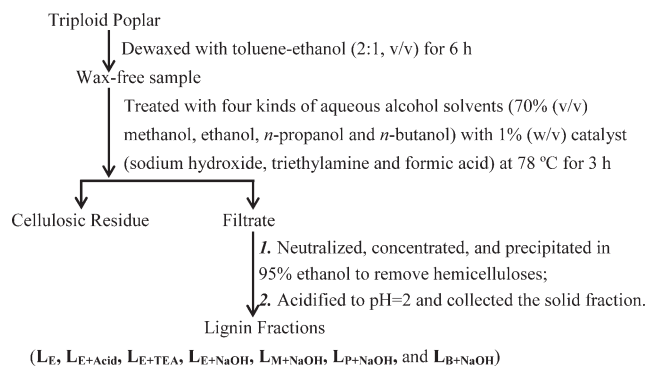 Triploid Poplar
Dewaxed with toluene-ethanol (2:1, v/v) for 6 h
Wax-free sample
Treated with four kinds of aqueous alcohol solvents (70% (v/v)
methanol, ethanol, n-propanol and n-butanol) with 1% (w/v) catalyst
(sodium hydroxide, triethylamine and formic acid) at 78 ºC for 3 h
Cellulosic Residue
Filtrate
1. Neutralized, concentrated, and precipitated in
95% ethanol to remove hemicelluloses;
2. Acidified to pH=2 and collected the solid fraction.
Lignin Fractions
(LE, LE+Acid, LE+TEA, LE+NaOH, LM+NaOH, LP+NaOH, and LB+NaOH)